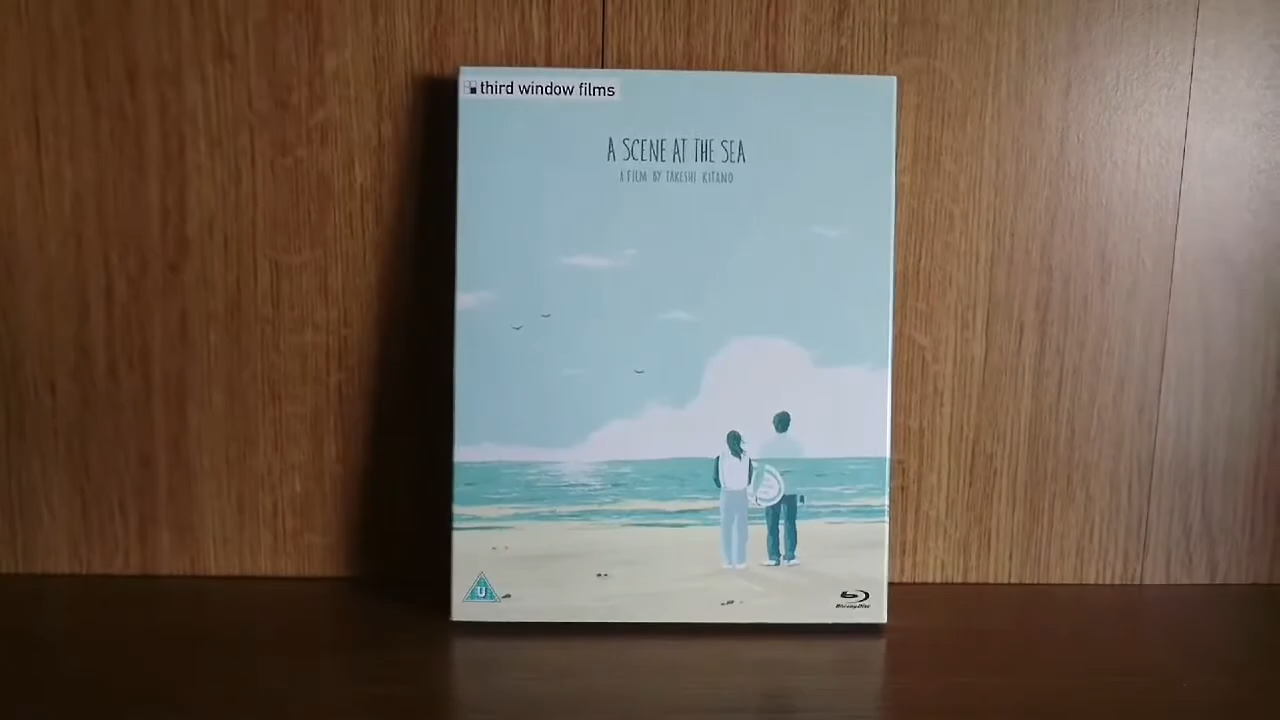 third window films
A SCENE AT THE SEA
A FILM BY TAKESHI KITANO
U
Blu-ray Disc